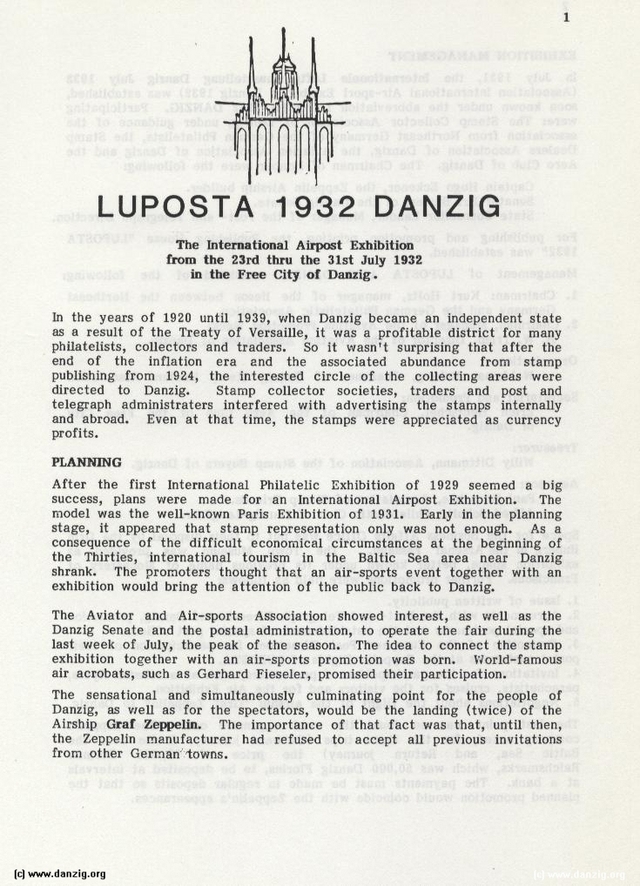 1
LUPOSTA 1932 DANZIG
The International Airpost Exhibition
from the 23rd thru the 31st July 1932
in the Free City of Danzig.
In the years of 1920 until 1939, when Danzig became an independent state
as a result of the Treaty of Versaille, it was a profitable district for many
philatelists, collectors and traders. So it wasn't surprising that after the
end of the inflation era and the associated abundance from stamp
publishing from 1924, the interested circle of the collecting areas were
directed to Danzig. Stamp collector societies, traders and post and
telegraph administraters interfered with advertising the stamps internally
and abroad. Even at that time, the stamps were appreciated as currency
profits.
PLANNING
After the first International Philatelic Exhibition of 1929 seemed a big
success, plans were made for an International Airpost Exhibition. The
model was the well-known Paris Exhibition of 1931. Early in the planning
stage, it appeared that stamp representation only was not enough. As a
consequence of the difficult economical circumstances at the beginning of
the Thirties, international tourism in the Baltic Sea area near Danzig
shrank. The promoters thought that an air-sports event together with an
exhibition would bring the attention of the public back to Danzig.
The Aviator and Air-sports Association showed interest, as well as the
Danzig Senate and the postal administration, to operate the fair during the
last week of July, the peak of the season. The idea to connect the stamp
exhibition together with an air-sports promotion was born. World-famous
air acrobats, such as Gerhard Fieseler, promised their participation.
The sensational and simultaneously culminating point for the people of
Danzig, as well as for the spectators, would be the landing (twice) of the
Airship Graf Zeppelin. The importance of that fact was that, until then,
the Zeppelin manufacturer had refused to accept all previous invitations
from other German towns.
(c) www.danzig.org
(c) www.danzig.org